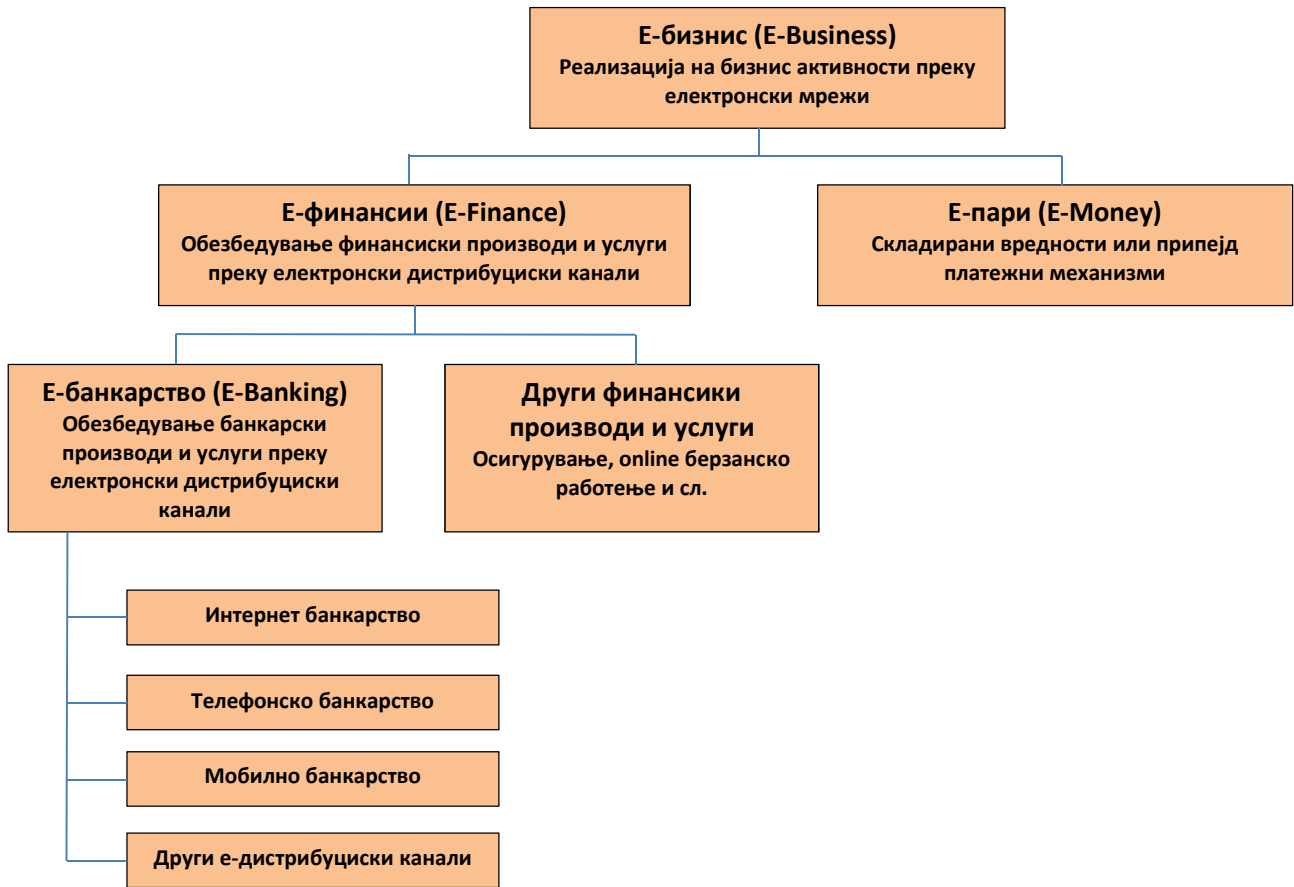 Е-бизнис (E-Business)
Реализација на бизнис активности преку
електронски мрежи
Е-финансии (E-Finance)
Обезбедување финансиски производи и услуги
преку електронски дистрибуциски канали
Е-пари (E-Money)
Складирани вредности или припејд
платежни механизми
Е-банкарство (E-Banking)
Обезбедување банкарски
производи и услуги преку
електронски дистрибуциски
канали
Други финансики
производи и услуги
Осигурување, online берзанско
работење и сл.
Интернет банкарство
Телефонско банкарство
Мобилно банкарство
Други е-дистрибуциски канали